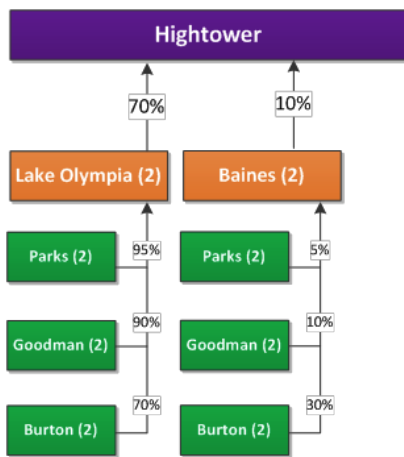 Hightower
70%
10%
Lake Olympia (2)
Baines (2)
Parks (2)
95%
Parks (2)
5%
Goodman (2)
90%
Goodman (2)
10%
Burton (2)
70%
Burton (2)
30%